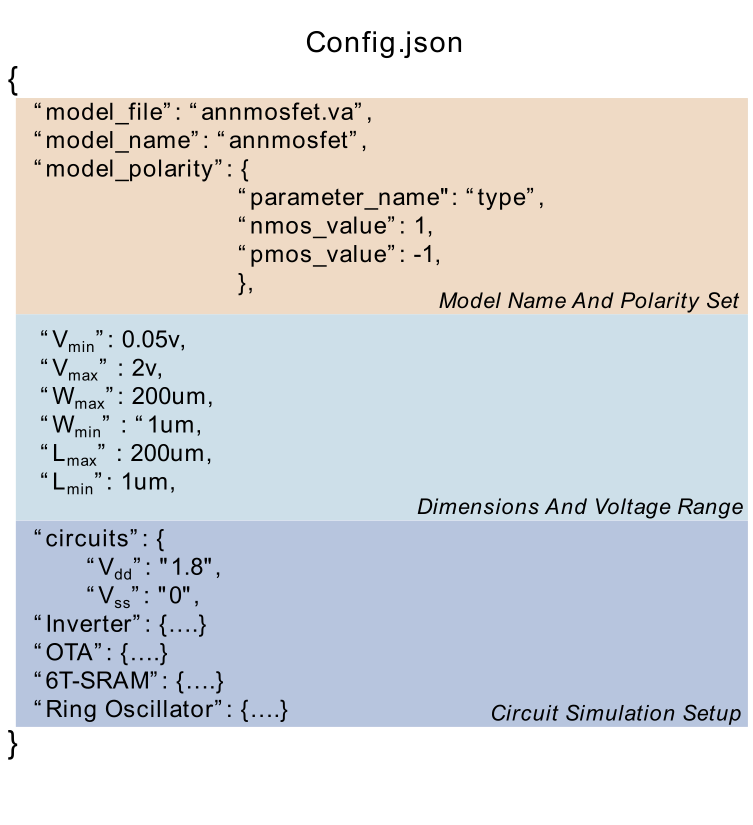 Config.json
{
“model_file”: “annmosfet.va”,
“model_name”: “annmosfet”,
“model_polarity”: {
“parameter_name": “type”,
“nmos_value”: 1,
“pmos_value”: -1,
},
Model Name And Polarity Set
“Vmin”: 0.05v,
“Vmax” : 2v,
“Wmax”: 200um,
“Wmin” : “1um,
“Lmax” : 200um,
“Lmin”: 1um,
Dimensions And Voltage Range
“circuits”: {
“Vdd”: "1.8",
“Vss”: "0",
“Inverter”: {....}
“OTA”: {....}
“6T-SRAM”: {....}
“Ring Oscillator”: {....}
Circuit Simulation Setup
}